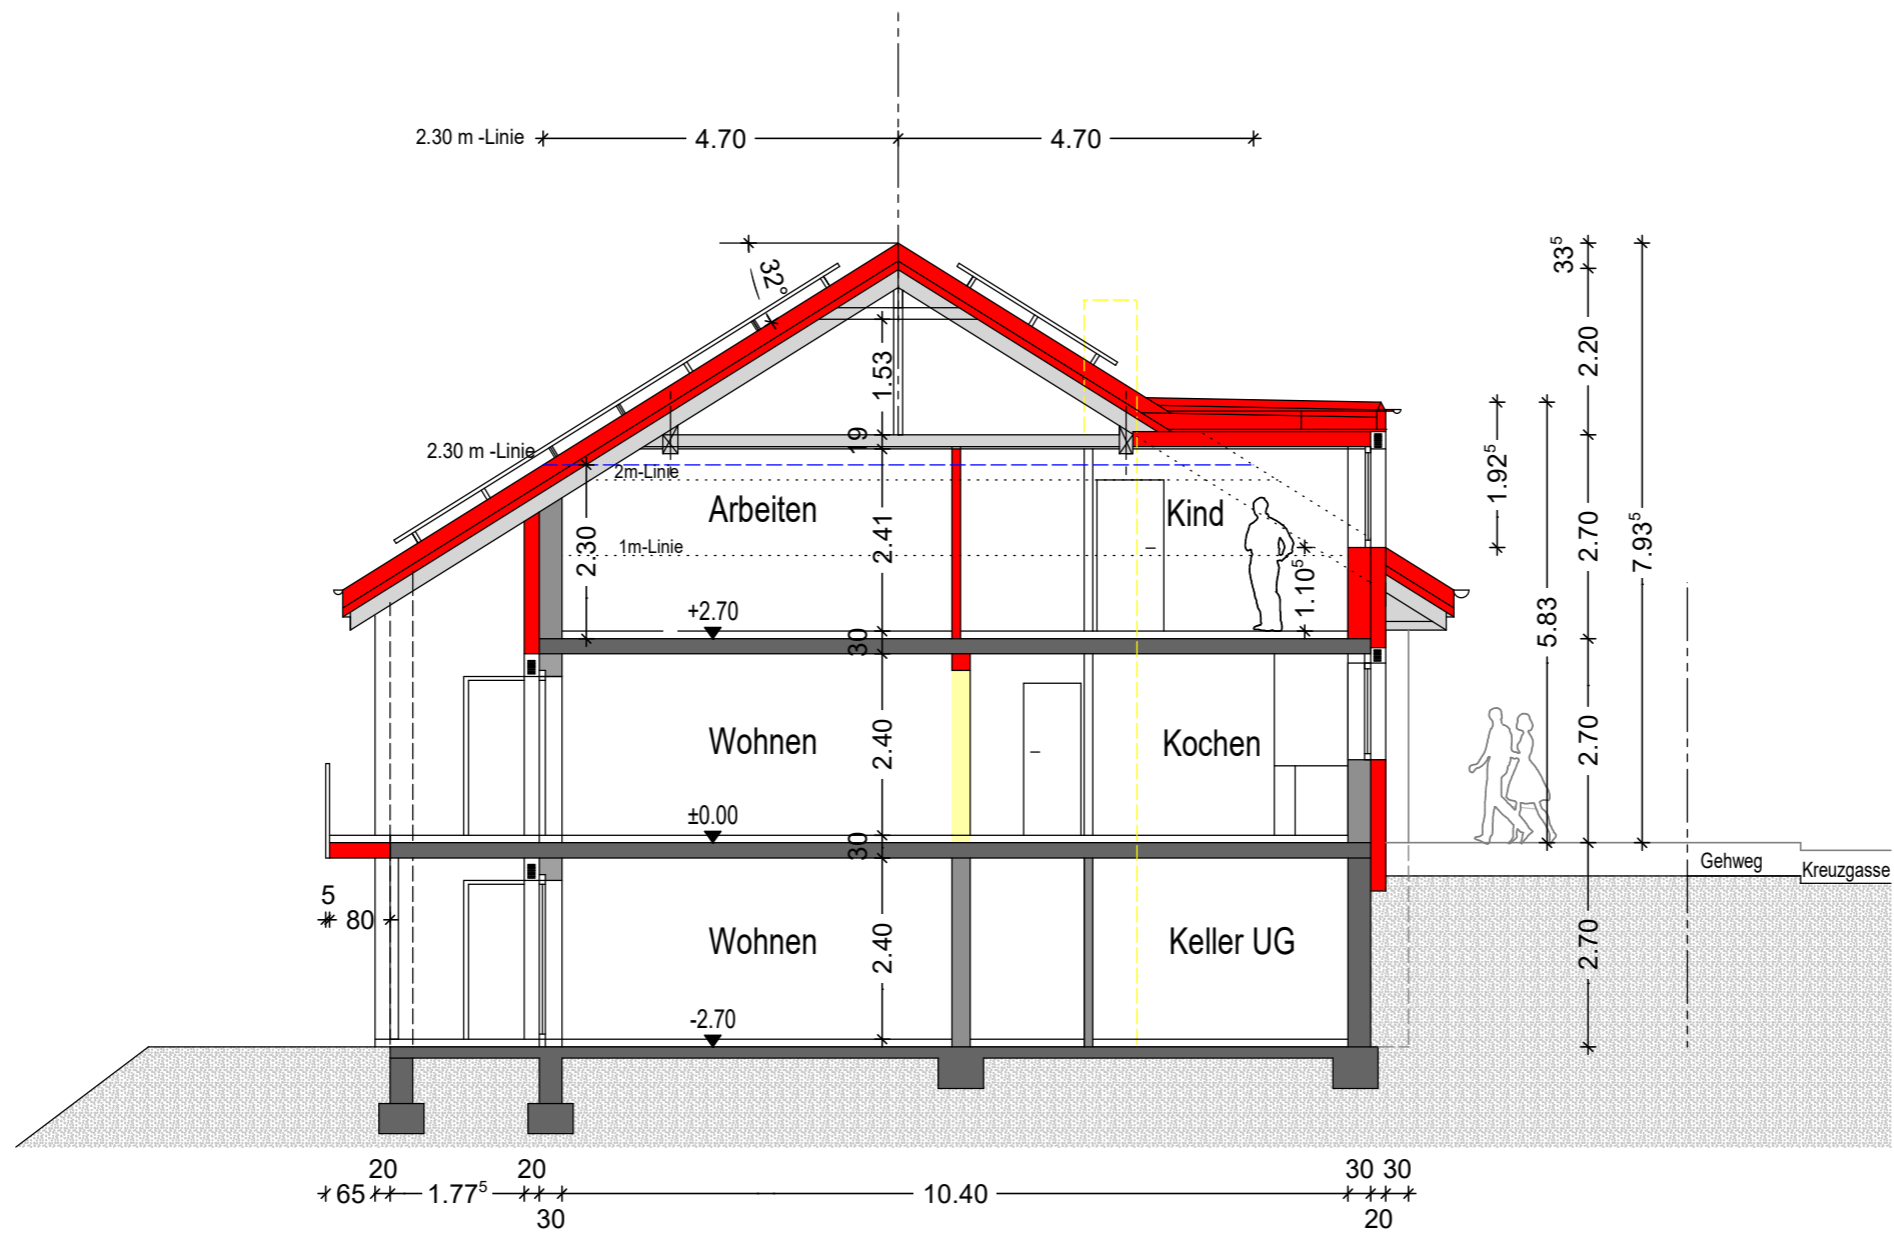 2.30 m -Linie
4.70
4.70
32°
33⁵
2.20
1.53
19
2.30 m -Linie
2m-Linie
1.92⁵
Arbeiten
Kind
2.30
2.41
2.70
7.93⁵
1m-Linie
1.10⁵
5.83
+2.70
30
Wohnen
2.40
Kochen
2.70
±0.00
30
Gehweg
Kreuzgasse
5
80
Wohnen
2.40
Keller UG
2.70
-2.70
20
20
30 30
65
1.77⁵
10.40
30
20